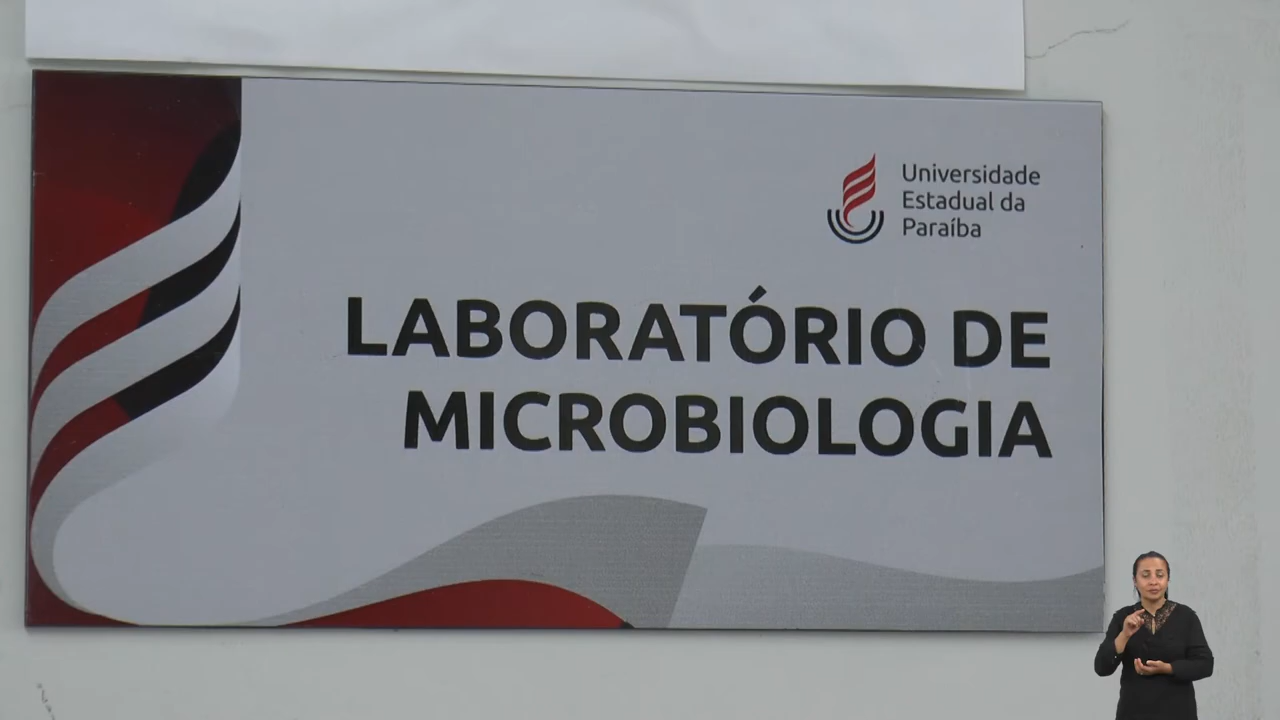 Universidade
Estadual da
Paraíba
LABORATÓRIO DE
MICROBIOLOGIA